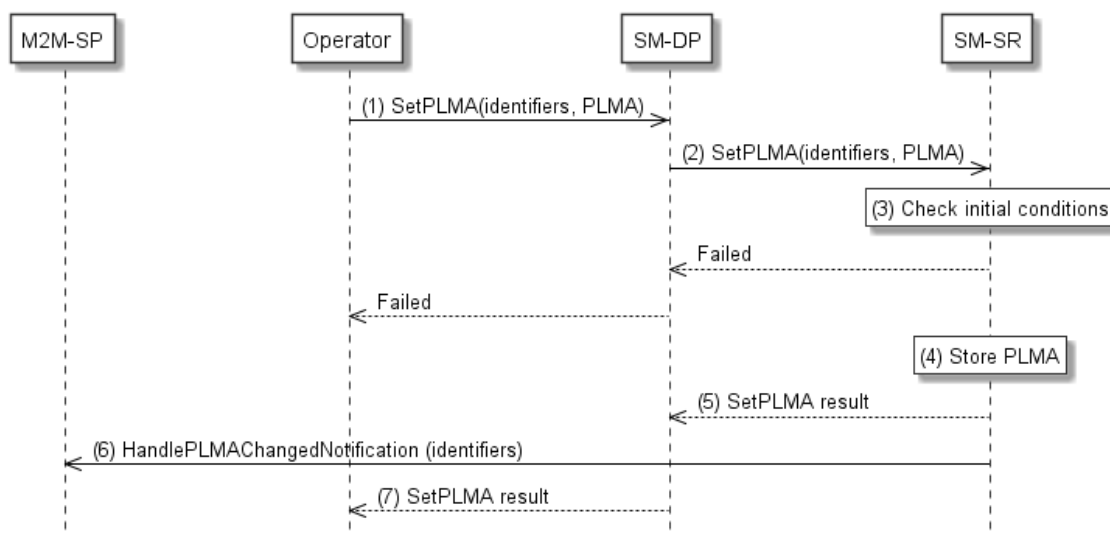 M2M-SP
Operator
SM-DP
SM-SR
(1) SetPLMA(identifiers, PLMA)
(2) SetPLMA(identifiers, PLMA)
(3) Check initial conditions
Failed
Failed
(4) Store PLMA
(5) SetPLMA result
(6) HandlePLMAChangedNotification (identifiers)
(7) SetPLMA result